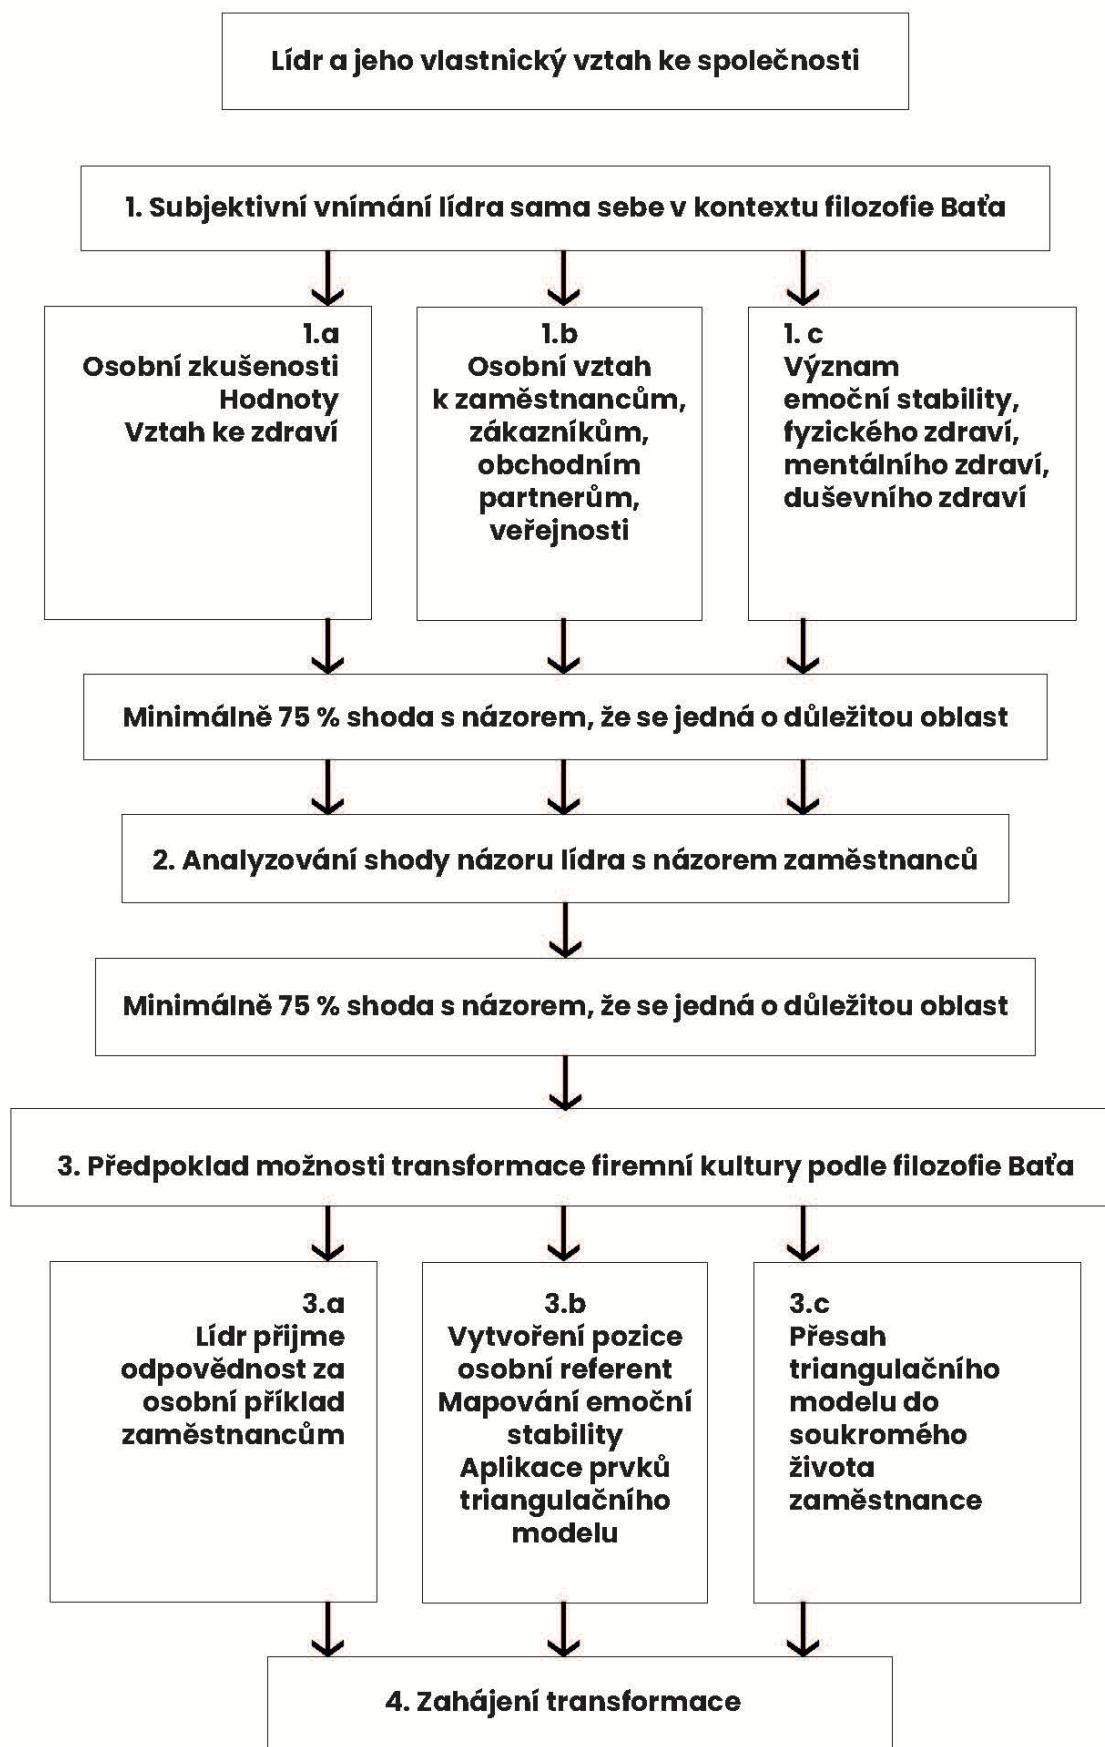 Lídr a jeho vlastnický vztah ke společnosti
1. Subjektivní vnímání lídra sama sebe v kontextu filozofie Baťa
1.a
Osobní zkušenosti
Hodnoty
Vztah ke zdraví
1.b
Osobní vztah
k zaměstnancům,
zákazníkům,
obchodním
partnerům,
veřejnosti
1. c
Význam
emoční stability,
fyzického zdraví,
mentálního zdraví,
duševního zdraví
Minimálně 75 % shoda s názorem, že se jedná o důležitou oblast
2. Analyzování shody názoru lídra s názorem zaměstnanců
Minimálně 75 % shoda s názorem, že se jedná o důležitou oblast
3. Předpoklad možnosti transformace firemní kultury podle filozofie Baťa
3.a
Lídr přijme
odpovědnost za
osobní příklad
zaměstnancům
3.b
Vytvoření pozice
osobní referent
Mapování emoční
stability
Aplikace prvků
triangulačního
modelu
3.c
Přesah
triangulačního
modelu do
soukromého
života
zaměstnance
4. Zahájení transformace